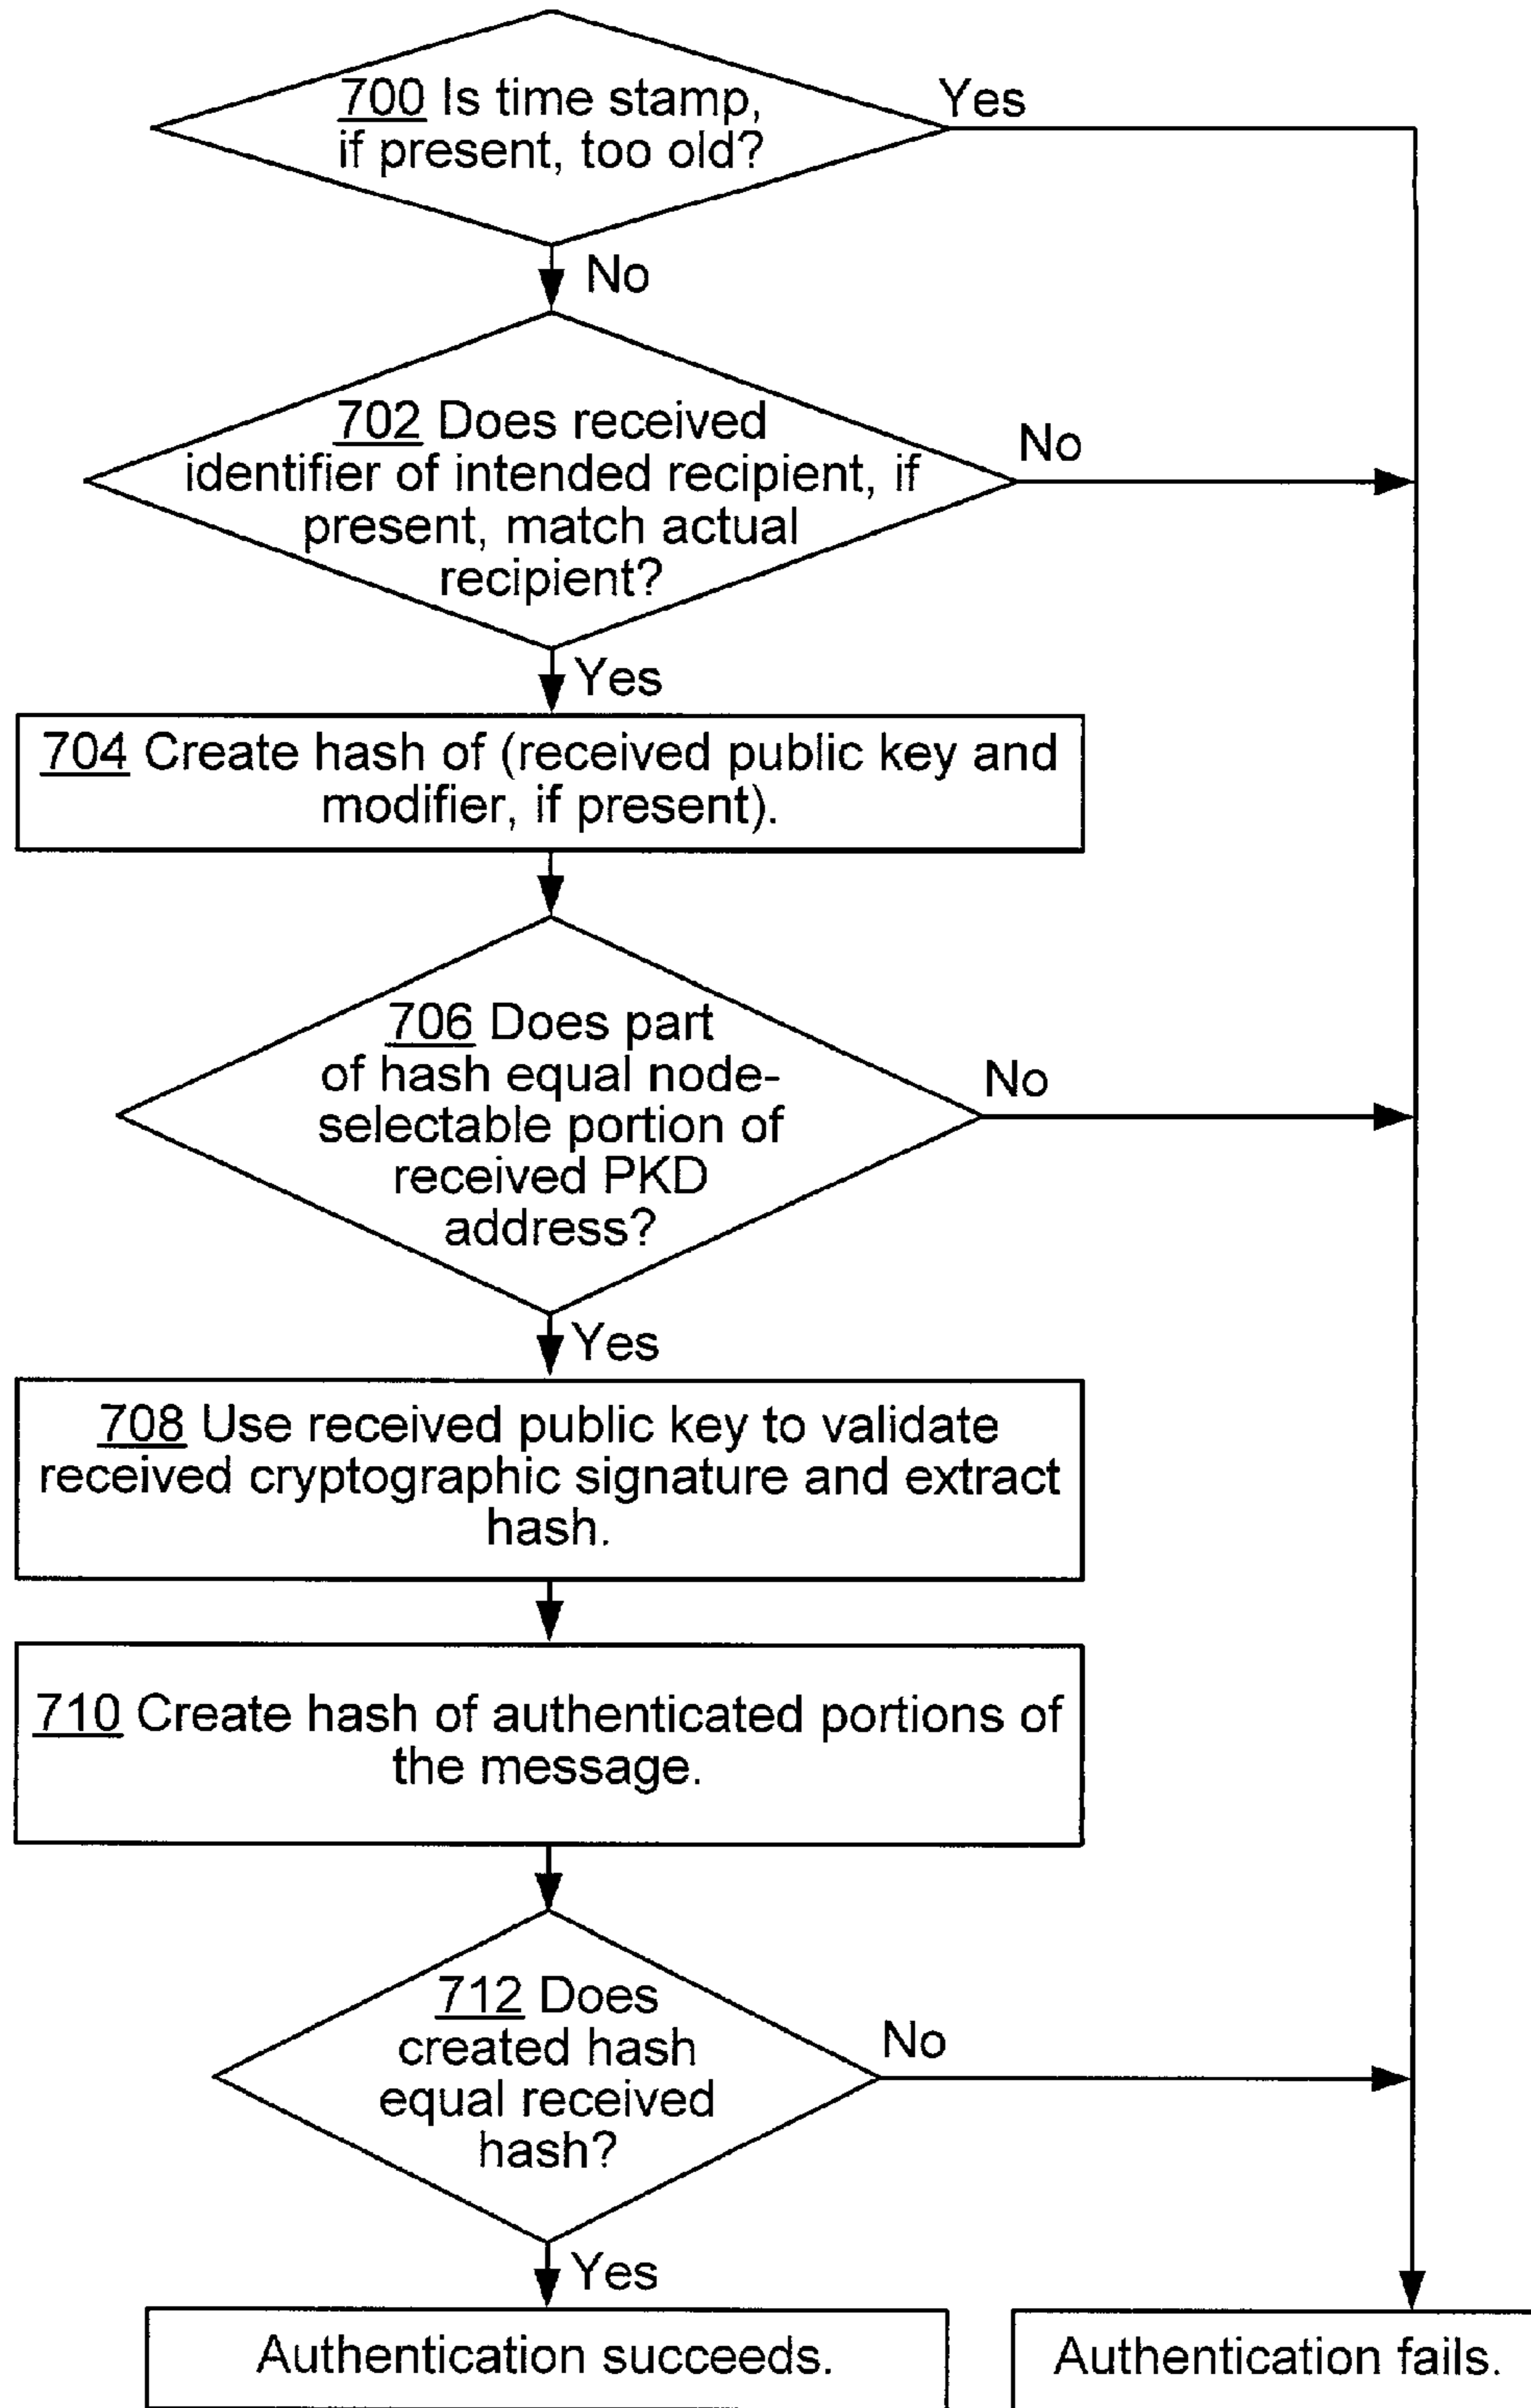 700 Is time stamp,
if present, too old?
Yes
No
702 Does received
identifier of intended recipient, if
present, match actual
recipient?
No
Yes
704 Create hash of (received public key and
modifier, if present).
706 Does part
of hash equal node-
selectable portion of
received PKD
address?
No
Yes
708 Use received public key to validate
received cryptographic signature and extract
hash.
710 Create hash of authenticated portions of
the message.
712 Does
created hash
equal received
hash?
No
Yes
Authentication succeeds.
Authentication fails.